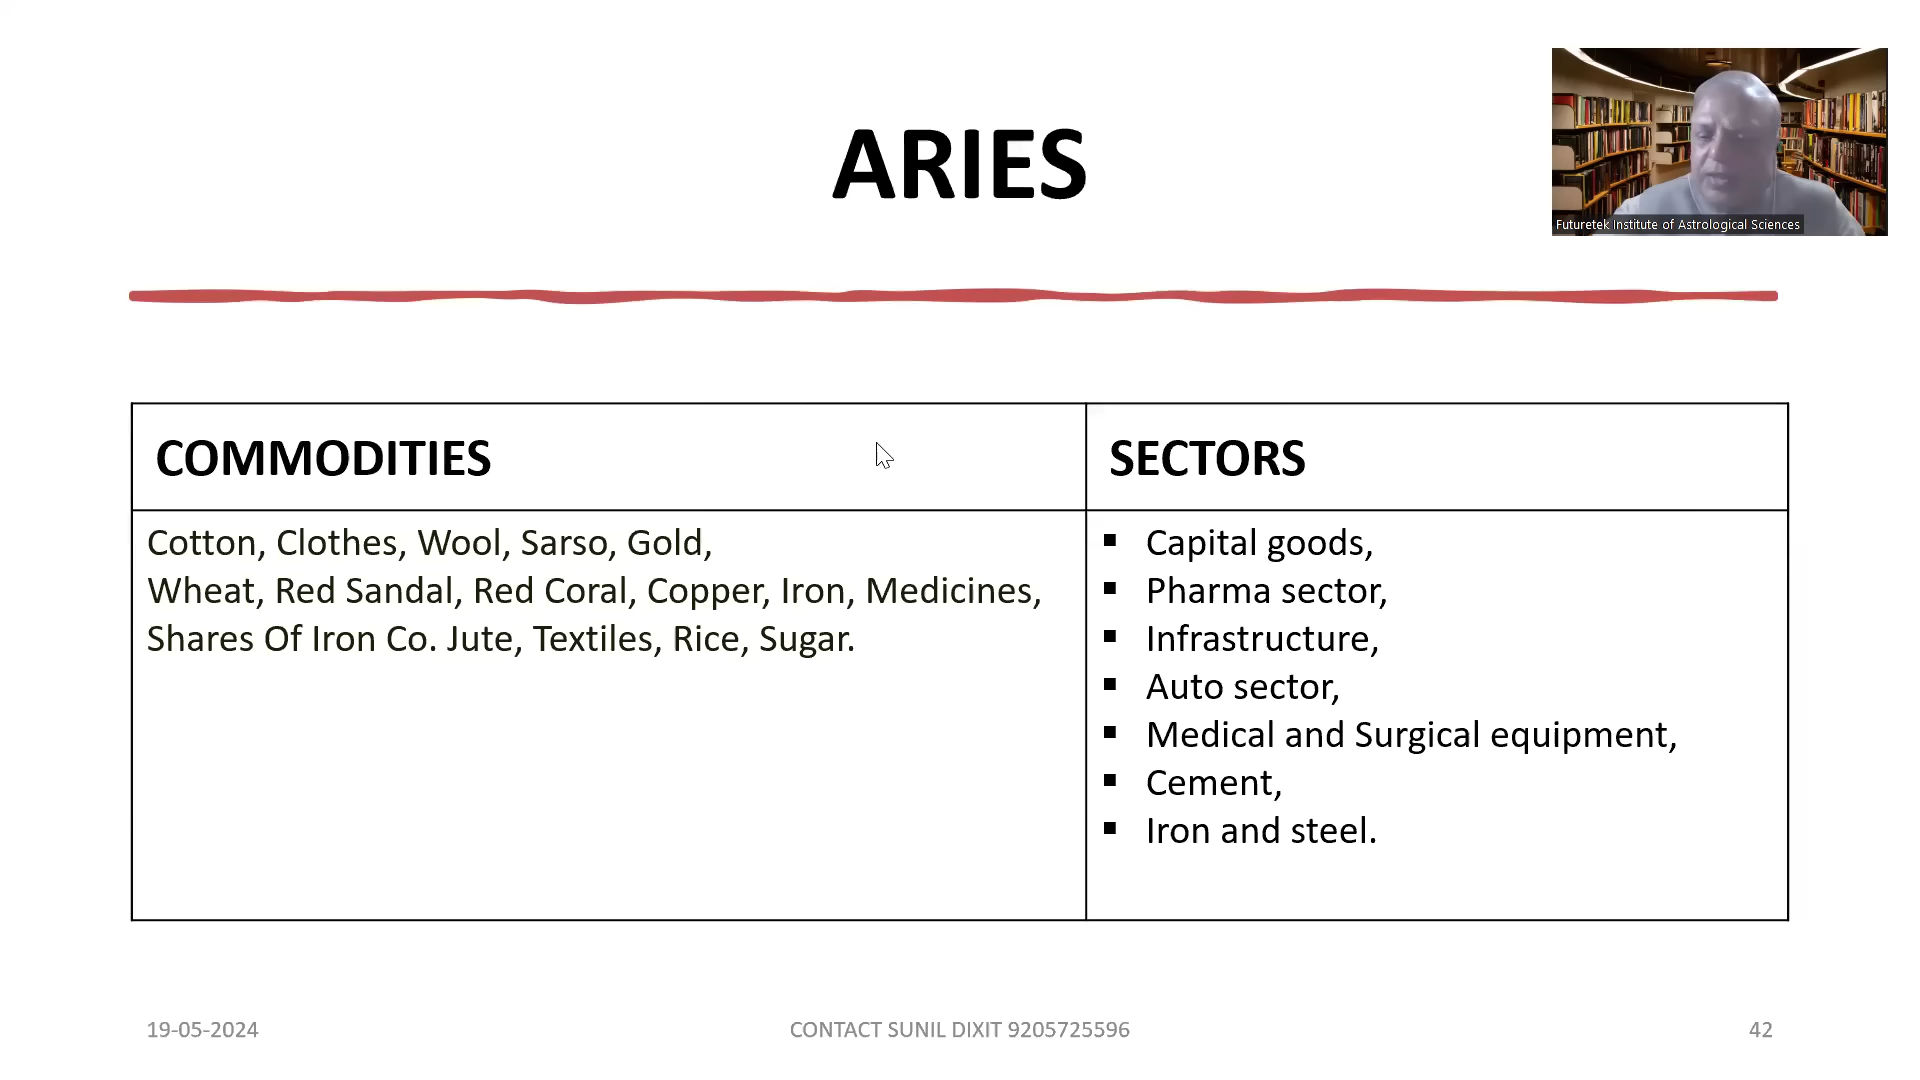 ARIES
Futuretek Institute of Astrological Sciences
COMMODITIES
SECTORS
Cotton, Clothes, Wool, Sarso, Gold,
Wheat, Red Sandal, Red Coral, Copper, Iron, Medicines,
Shares Of Iron Co. Jute, Textiles, Rice, Sugar.
▪ Capital goods,
▪ Pharma sector,
▪ Infrastructure,
▪ Auto sector,
▪ Medical and Surgical equipment,
▪ Cement,
▪ Iron and steel.
19-05-2024
CONTACT SUNIL DIXIT 9205725596
42